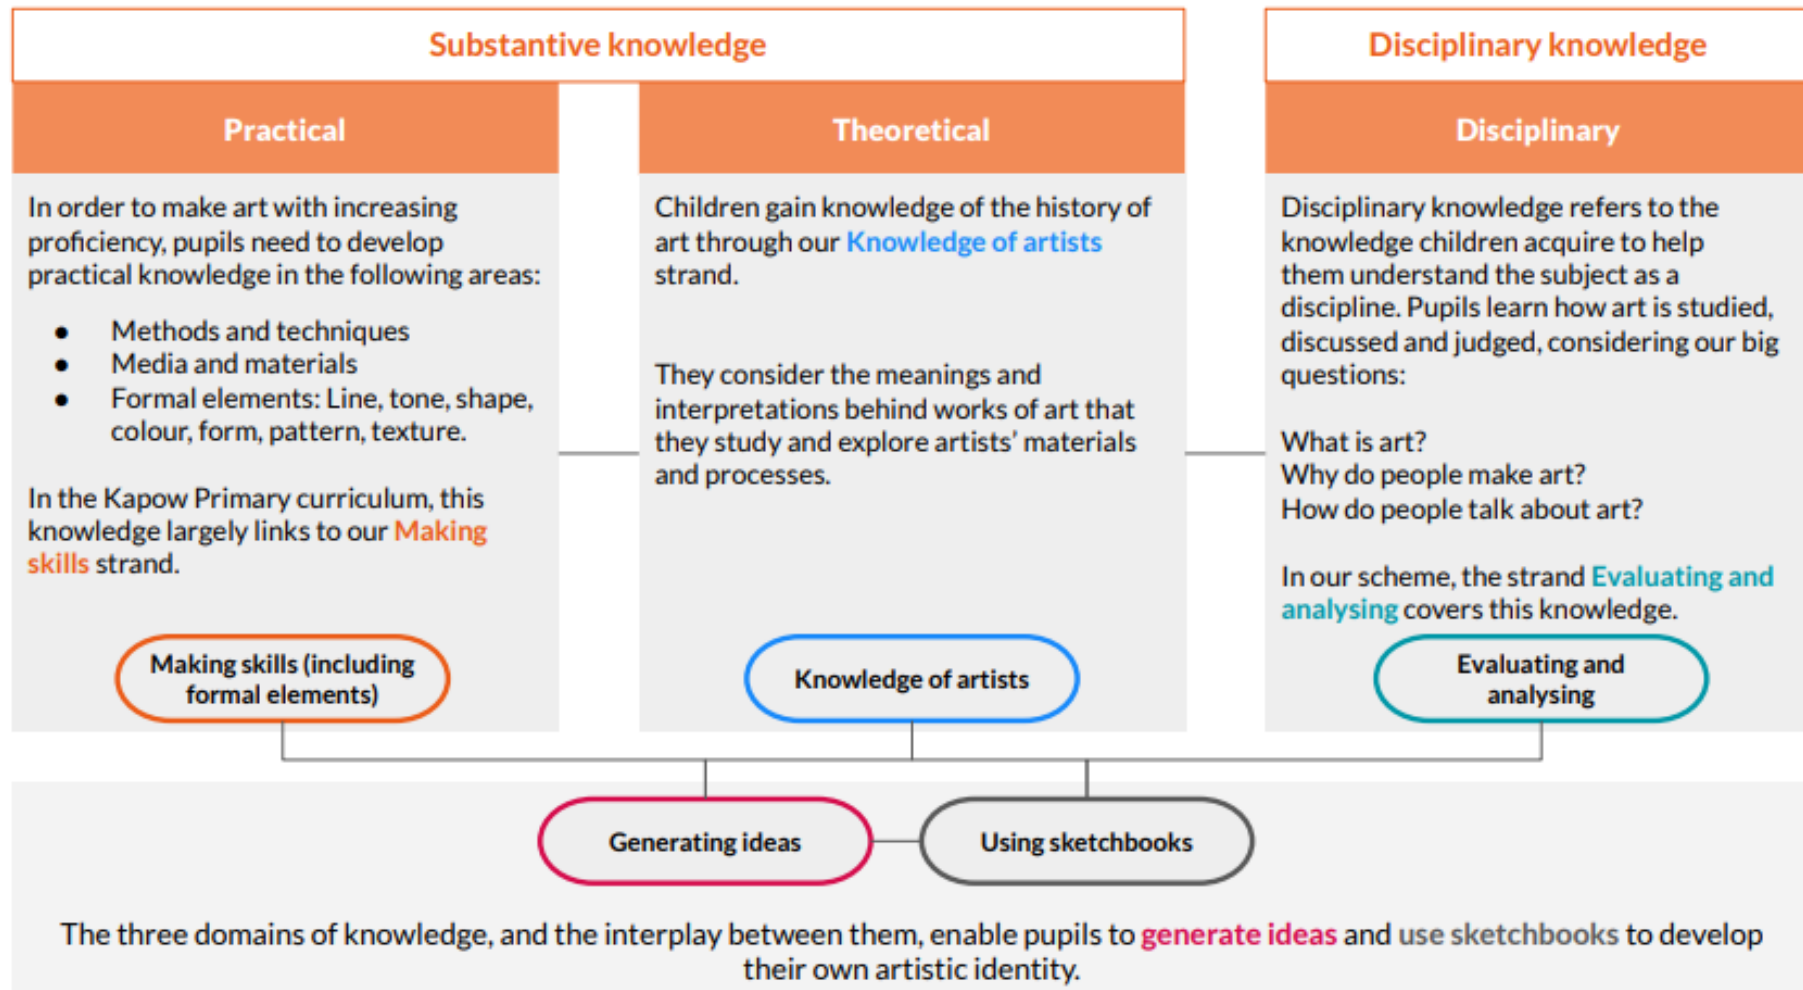 Substantive knowledge
Disciplinary knowledge
Practical
In order to make art with increasing
proficiency, pupils need to develop
practical knowledge in the following areas:
● Methods and techniques
● Media and materials
● Formal elements: Line, tone, shape,
colour, form, pattern, texture.
In the Kapow Primary curriculum, this
knowledge largely links to our Making
skills strand.
Making skills (including
formal elements)
Theoretical
Children gain knowledge of the history of
art through our Knowledge of artists
strand.
They consider the meanings and
interpretations behind works of art that
they study and explore artists’ materials
and processes.
Knowledge of artists
Disciplinary
Disciplinary knowledge refers to the
knowledge children acquire to help
them understand the subject as a
discipline. Pupils learn how art is studied,
discussed and judged, considering our big
questions:
What is art?
Why do people make art?
How do people talk about art?
In our scheme, the strand Evaluating and
analysing covers this knowledge.
Evaluating and
analysing
Generating ideas
Using sketchbooks
The three domains of knowledge, and the interplay between them, enable pupils to generate ideas and use sketchbooks to develop
their own artistic identity.